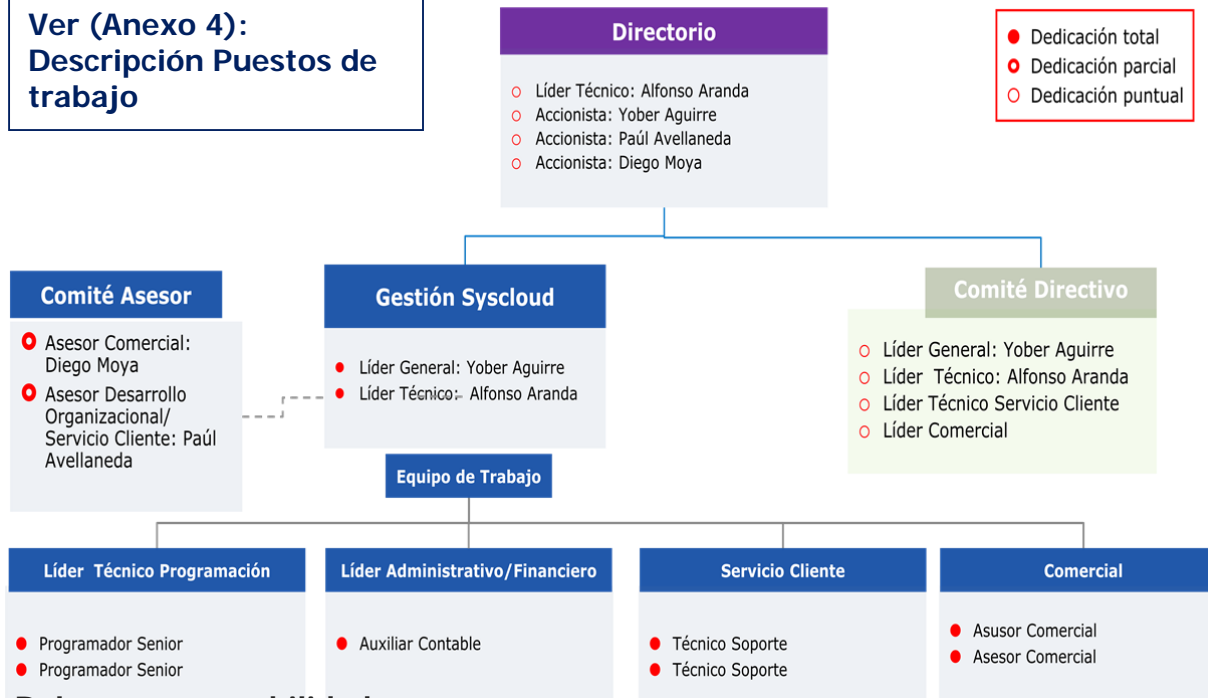 Ver (Anexo 4):
Descripción Puestos de
trabajo
Directorio
Líder Técnico: Alfonso Aranda
Accionista: Yober Aguirre
Accionista: Paúl Avellaneda
Accionista: Diego Moya
Dedicación total
Dedicación parcial
Dedicación puntual
Comité Asesor
Asesor Comercial:
Diego Moya
Asesor Desarrollo
Organizacional/
Servicio Cliente: Paúl
Avellaneda
Gestión Syscloud
Líder General: Yober Aguirre
Líder Técnico: Alfonso Aranda
Comité Directivo
Líder General: Yober Aguirre
Líder Técnico: Alfonso Aranda
Líder Técnico Servicio Cliente
Líder Comercial
Equipo de Trabajo
Líder Técnico Programación
Programador Senior
Programador Senior
Líder Administrativo/Financiero
Auxiliar Contable
Servicio Cliente
Técnico Soporte
Técnico Soporte
Comercial
Asusor Comercial
Asesor Comercial